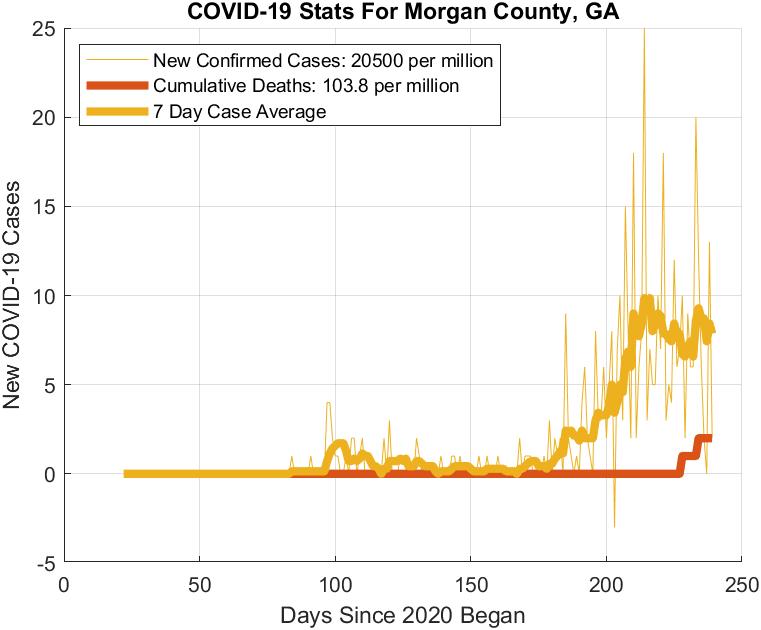 COVID-19 Stats For Morgan County, GA
New Confirmed Cases: 20500 per million
Cumulative Deaths: 103.8 per million
7 Day Case Average
New COVID-19 Cases
25
20
15
10
5
0
-5
0 50 100 150 200 250
Days Since 2020 Began